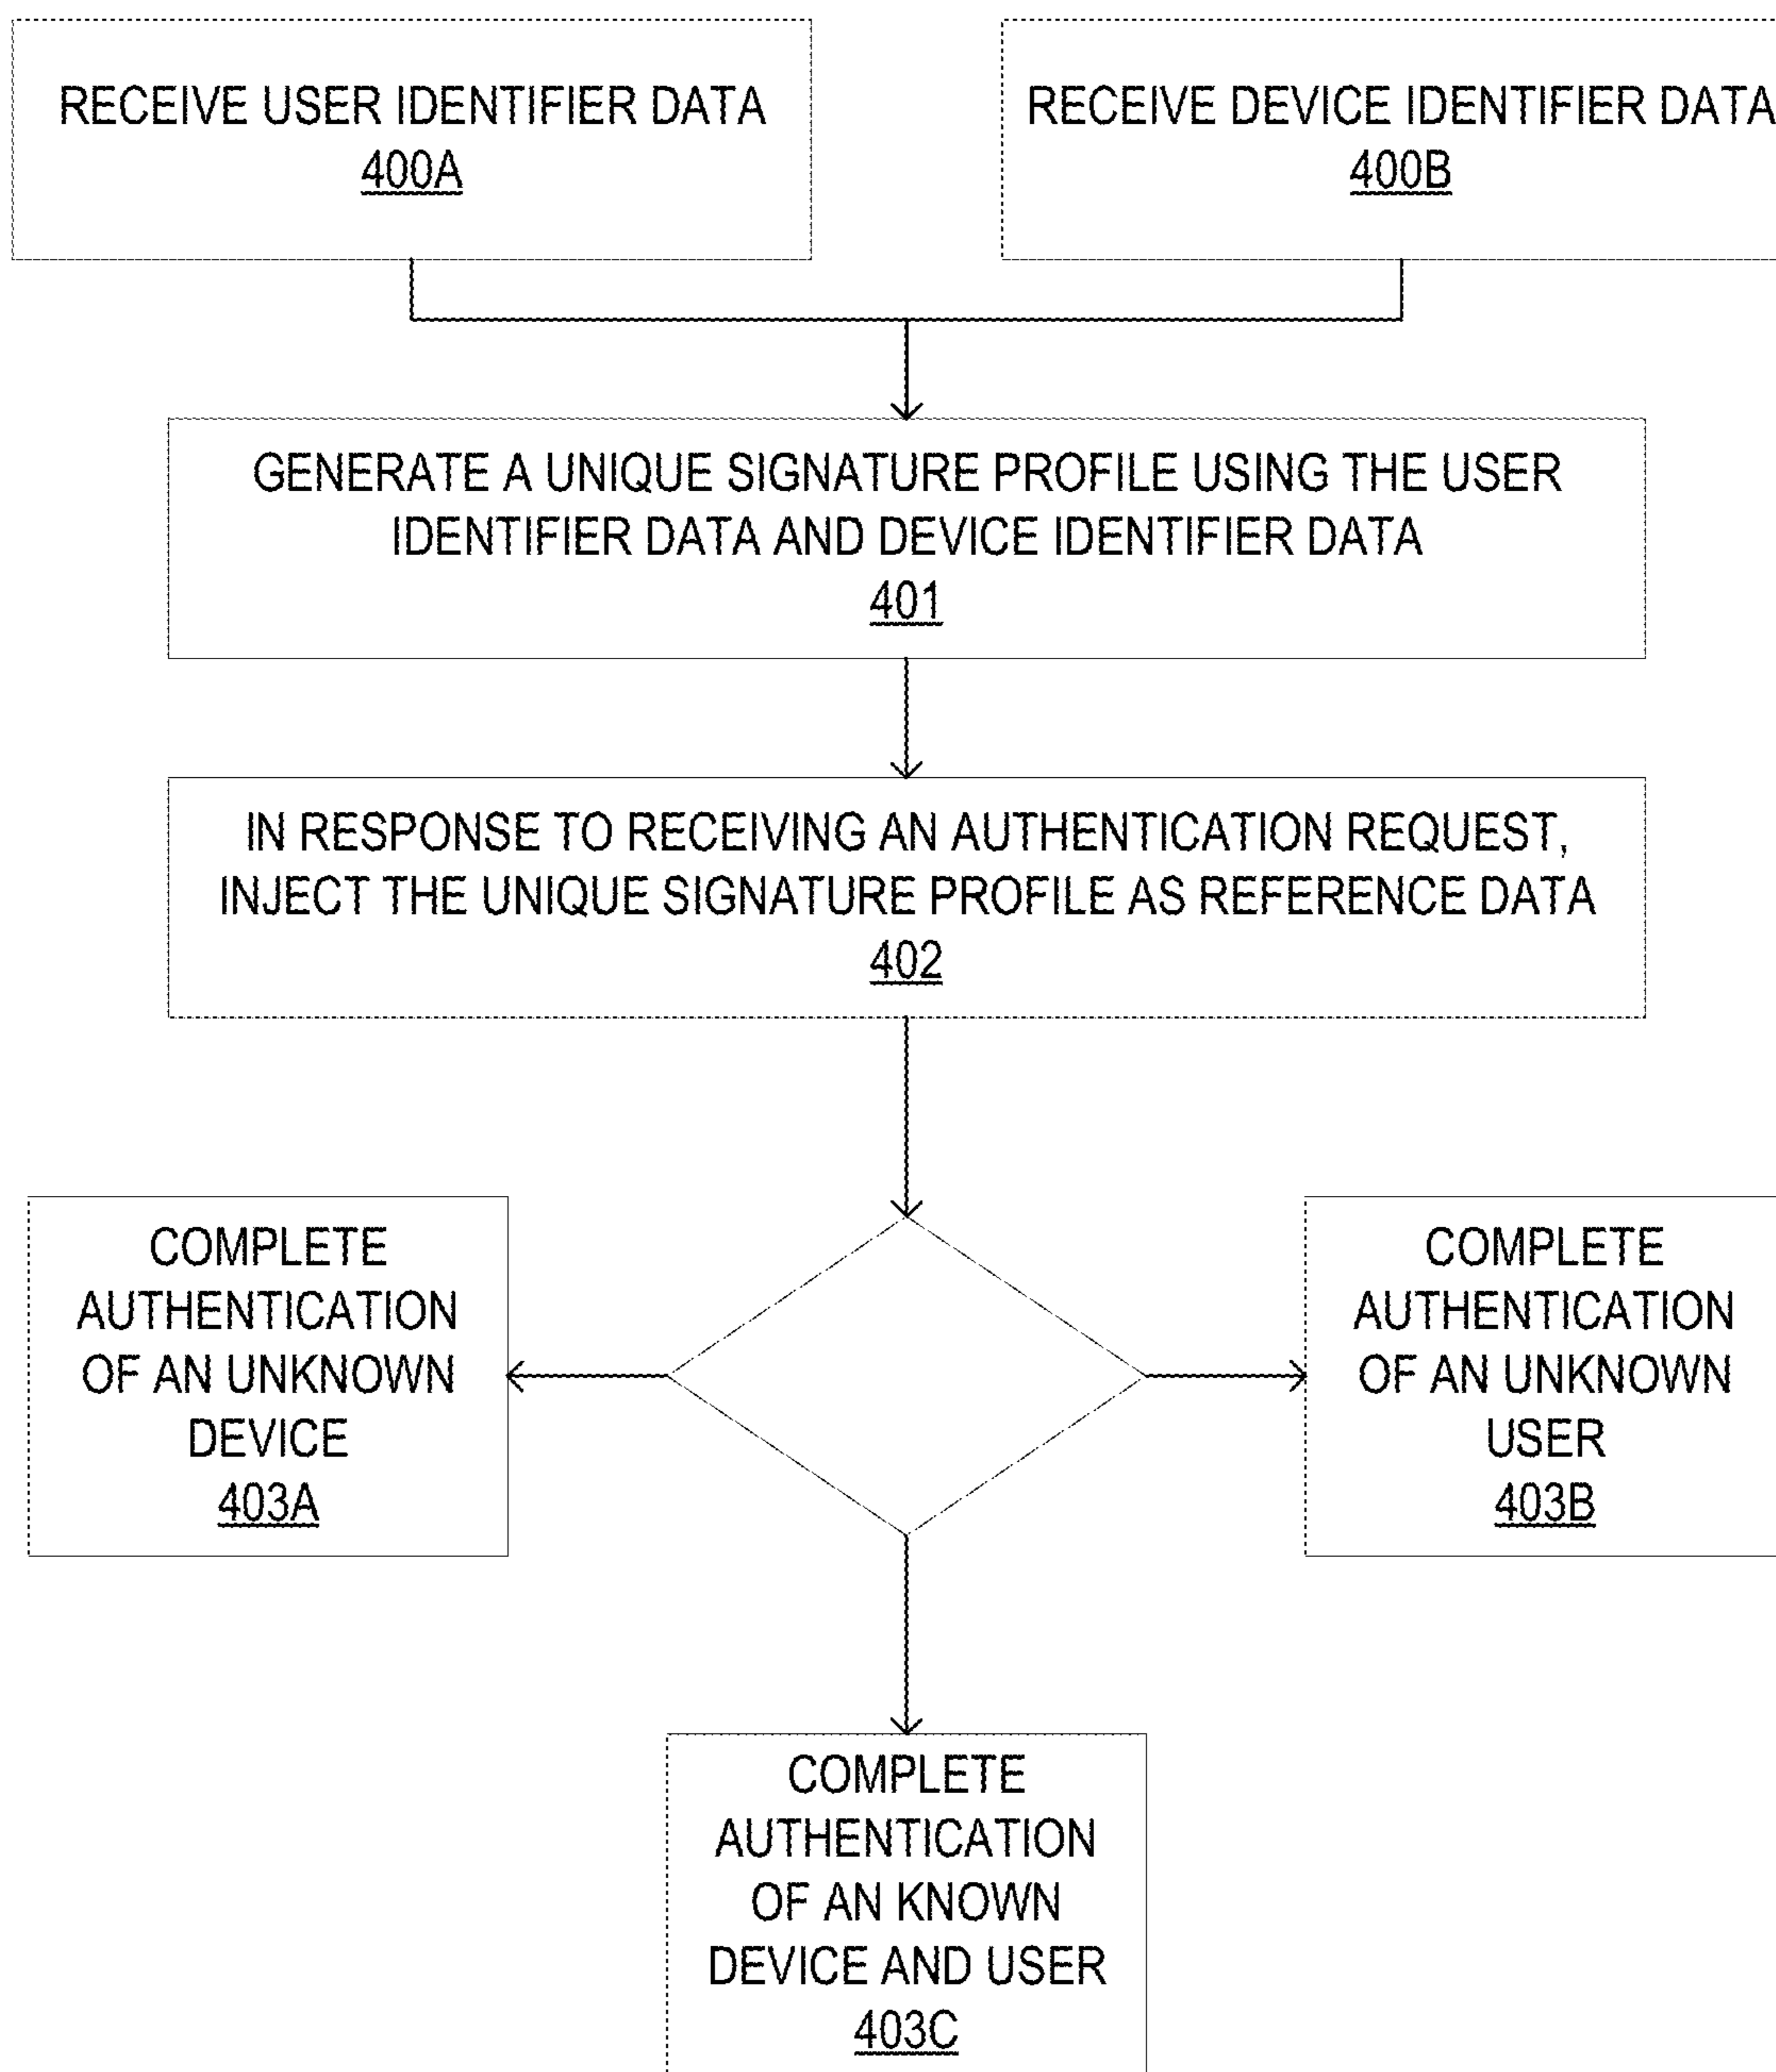 RECEIVE USER IDENTIFIER DATA
400A
RECEIVE DEVICE IDENTIFIER DATA
400B
GENERATE A UNIQUE SIGNATURE PROFILE USING THE USER
IDENTIFIER DATA AND DEVICE IDENTIFIER DATA
401
IN RESPONSE TO RECEIVING AN AUTHENTICATION REQUEST,
INJECT THE UNIQUE SIGNATURE PROFILE AS REFERENCE DATA
402
COMPLETE
AUTHENTICATION
OF AN UNKNOWN
DEVICE
403A
COMPLETE
AUTHENTICATION
OF AN UNKNOWN
USER
403B
COMPLETE
AUTHENTICATION
OF AN KNOWN
DEVICE AND USER
403C